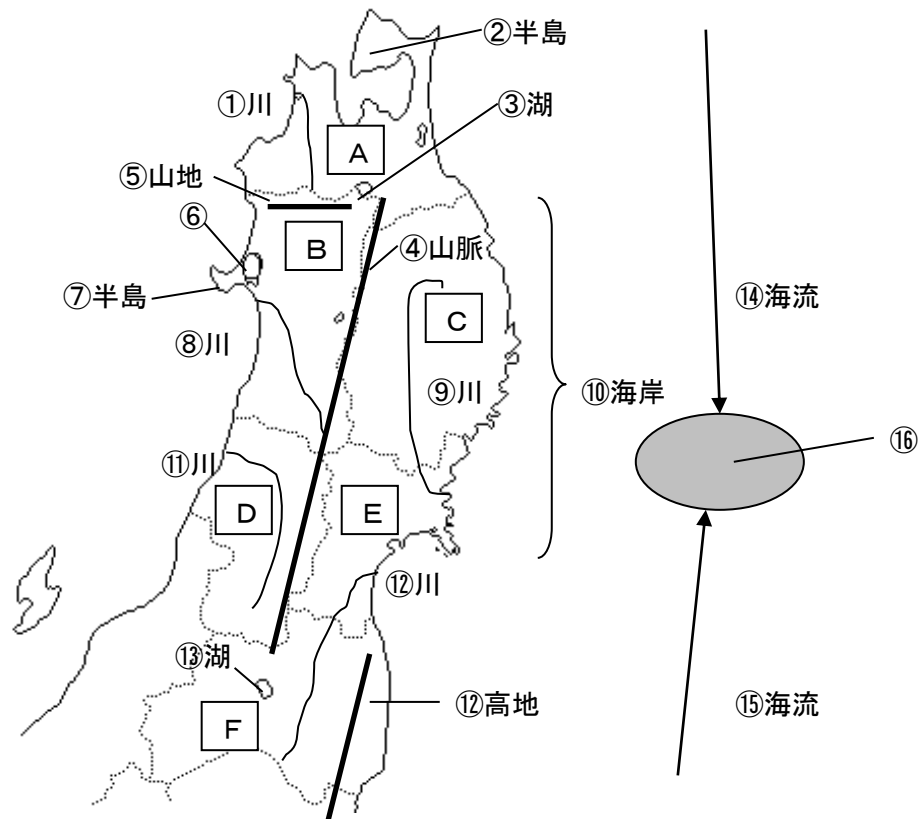 ②半島
①川
③湖
A
⑤山地
⑥
B
④山脈
⑦半島
⑭海流
C
⑧川
⑨川
⑩海岸
⑯
⑪川
D
E
⑫川
⑬湖
⑫高地
⑮海流
F